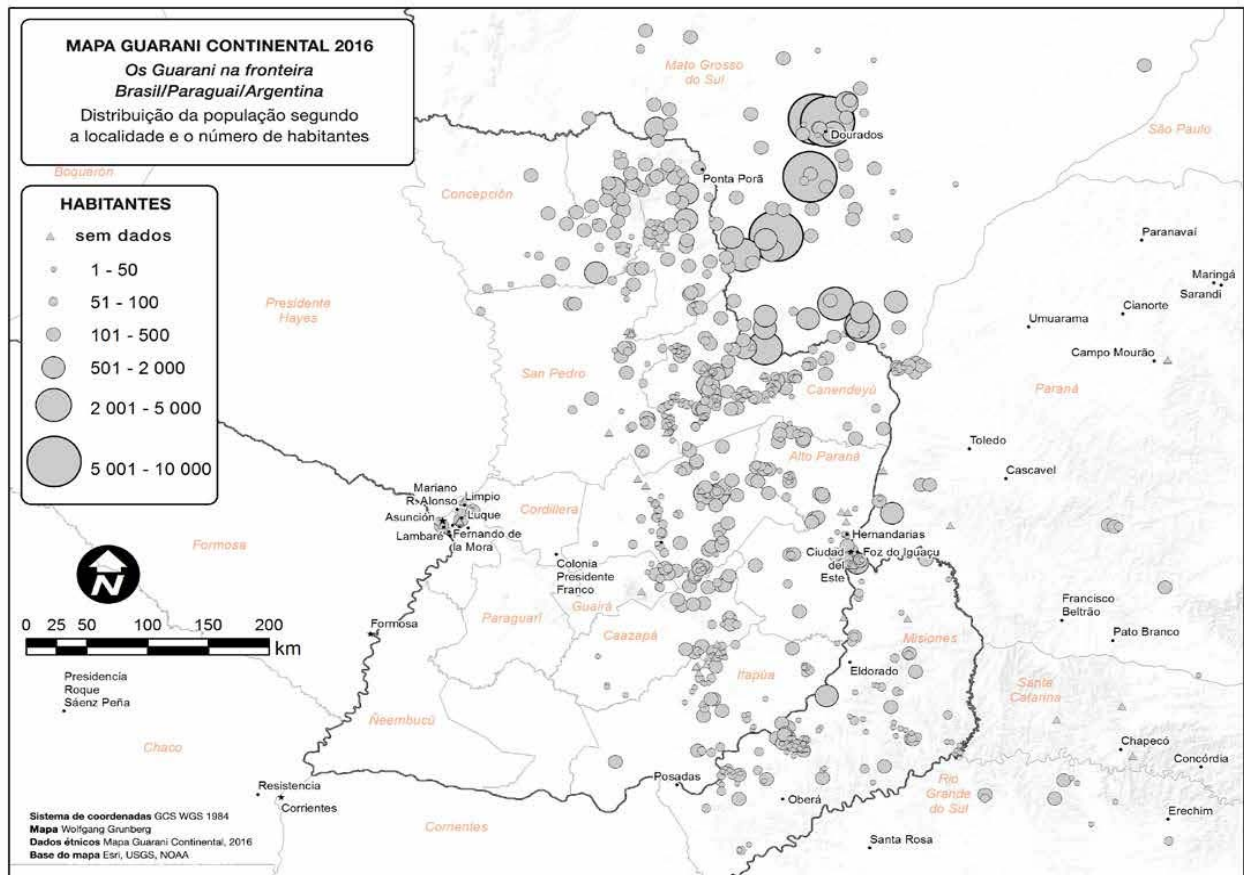 MAPA GUARANI CONTINENTAL 2016
Os Guarani na fronteira
Brasil/Paraguai/Argentina
Distribuição da população segundo
a localidade e o número de habitantes
HABITANTES
sem dados
1 - 50
51 - 100
101 - 500
501 - 2 000
2 001 - 5 000
5 001 - 10 000
Mato Grosso
do Sul
Dourados
São Paulo
Boquerón
Concepción
Ponta Porã
Paranavaí
Maringá
Sarandi
Cianorte
Umuarama
Campo Mourão
Presidente
Hayes
San Pedro
Canendeyú
Paraná
Toledo
Cascavel
Alto Paraná
Mariano
R. Alonso
Limpio
Asunción
Luque
Lambaré
Fernando de
la Mora
Cordillera
Hernandarias
Ciudad
del
Este
Foz do Iguaçu
Formosa
Colonia
Presidente
Franco
Guairá
Paraguarí
Caazapá
Francisco
Beltrão
Pato Branco
N
0 25 50 100 150 200
km
Formosa
Misiones
Itapúa
Eldorado
Santa
Catarina
Presidencia
Roque
Sáenz Peña
Ñeembucú
Chaco
Chapecó
Concórdia
Resistencia
Corrientes
Posadas
Oberá
Rio
Grande
do Sul
Erechim
Corrientes
Santa Rosa
Sistema de coordenadas GCS WGS 1984
Mapa Wolfgang Grunberg
Dados étnicos Mapa Guarani Continental, 2016
Base do mapa Esri, USGS, NOAA